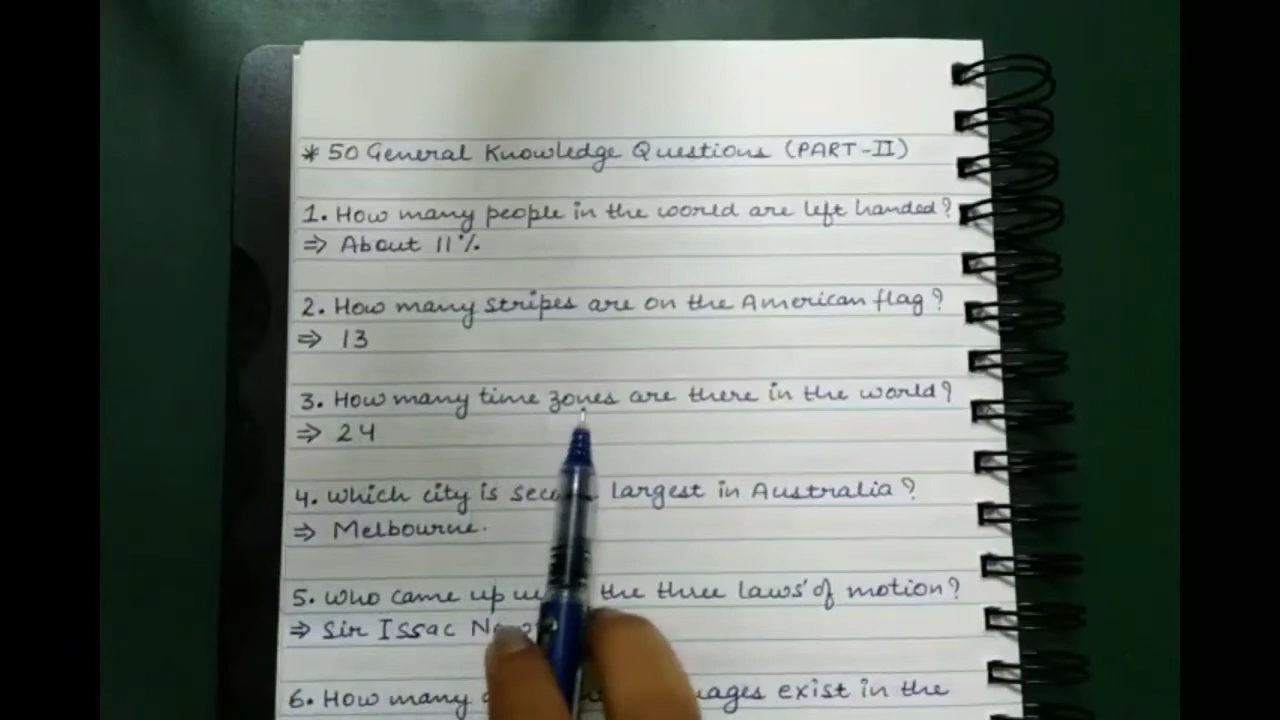 * 50 General Knowledge Questions (PART-II)
1. How many people in the world are left handed?
⇒ About 11%
2. How many stripes are on the American flag?
⇒ 13
3. How many time zones are there in the world?
⇒ 24
4. Which city is largest in Australia?
⇒ Melbourne.
5. Who came up the three laws' of motion?
⇒ Sir Issac
6. How many exist in the